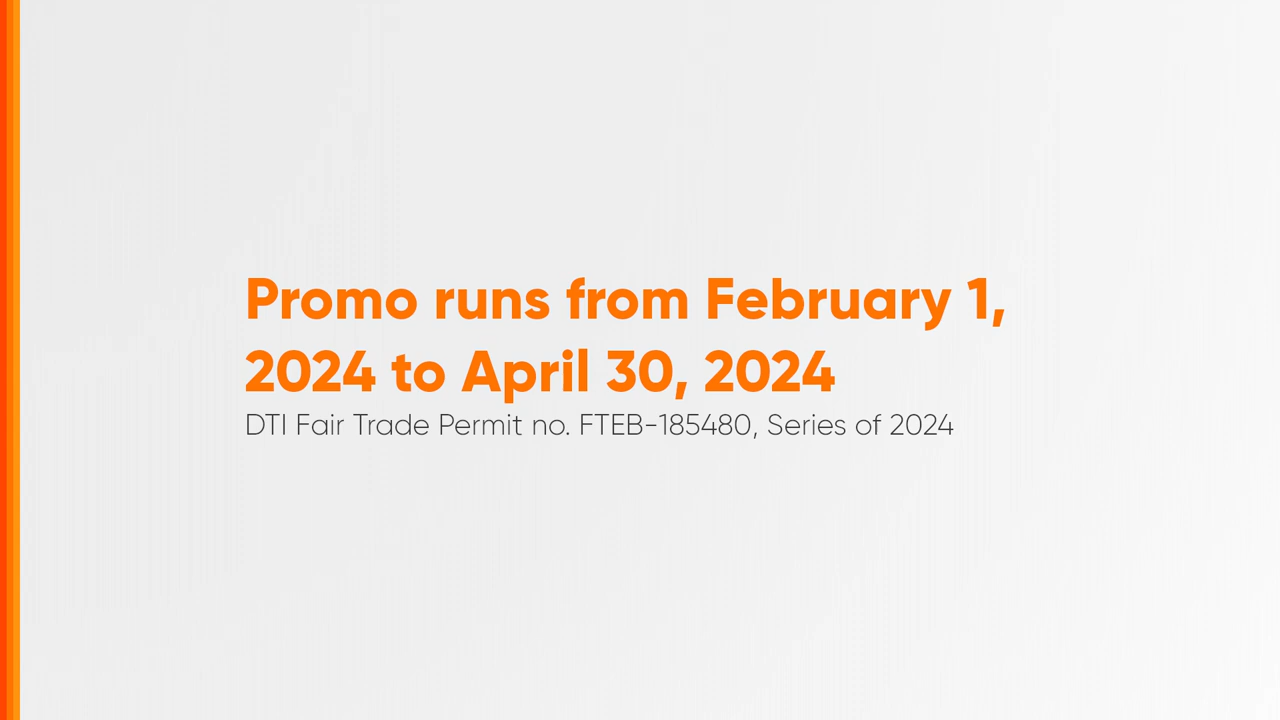 Promo runs from February 1,
2024 to April 30, 2024
DTI Fair Trade Permit no. FTEB-185480, Series of 2024